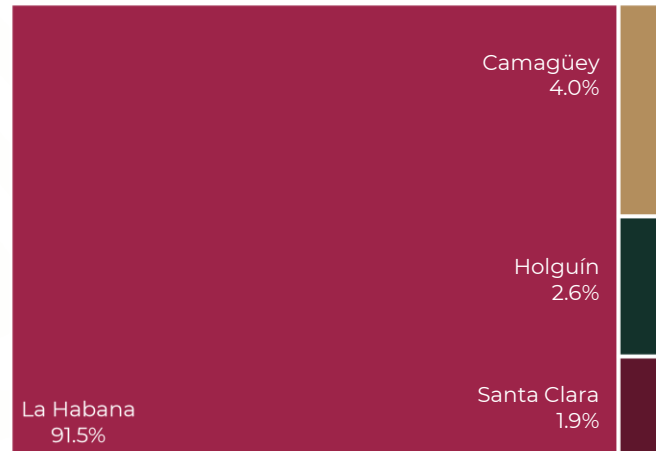 Camagüey
4.0%
Holguín
2.6%
Santa Clara
1.9%
La Habana
91.5%